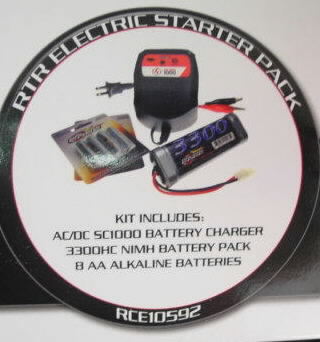 RTR ELECTRIC STARTER PACK
3300
KIT INCLUDES:
AC/DC SC1000 BATTERY CHARGER
3300HC NIMH BATTERY PACK
8 AA ALKALINE BATTERIES
RCE10592